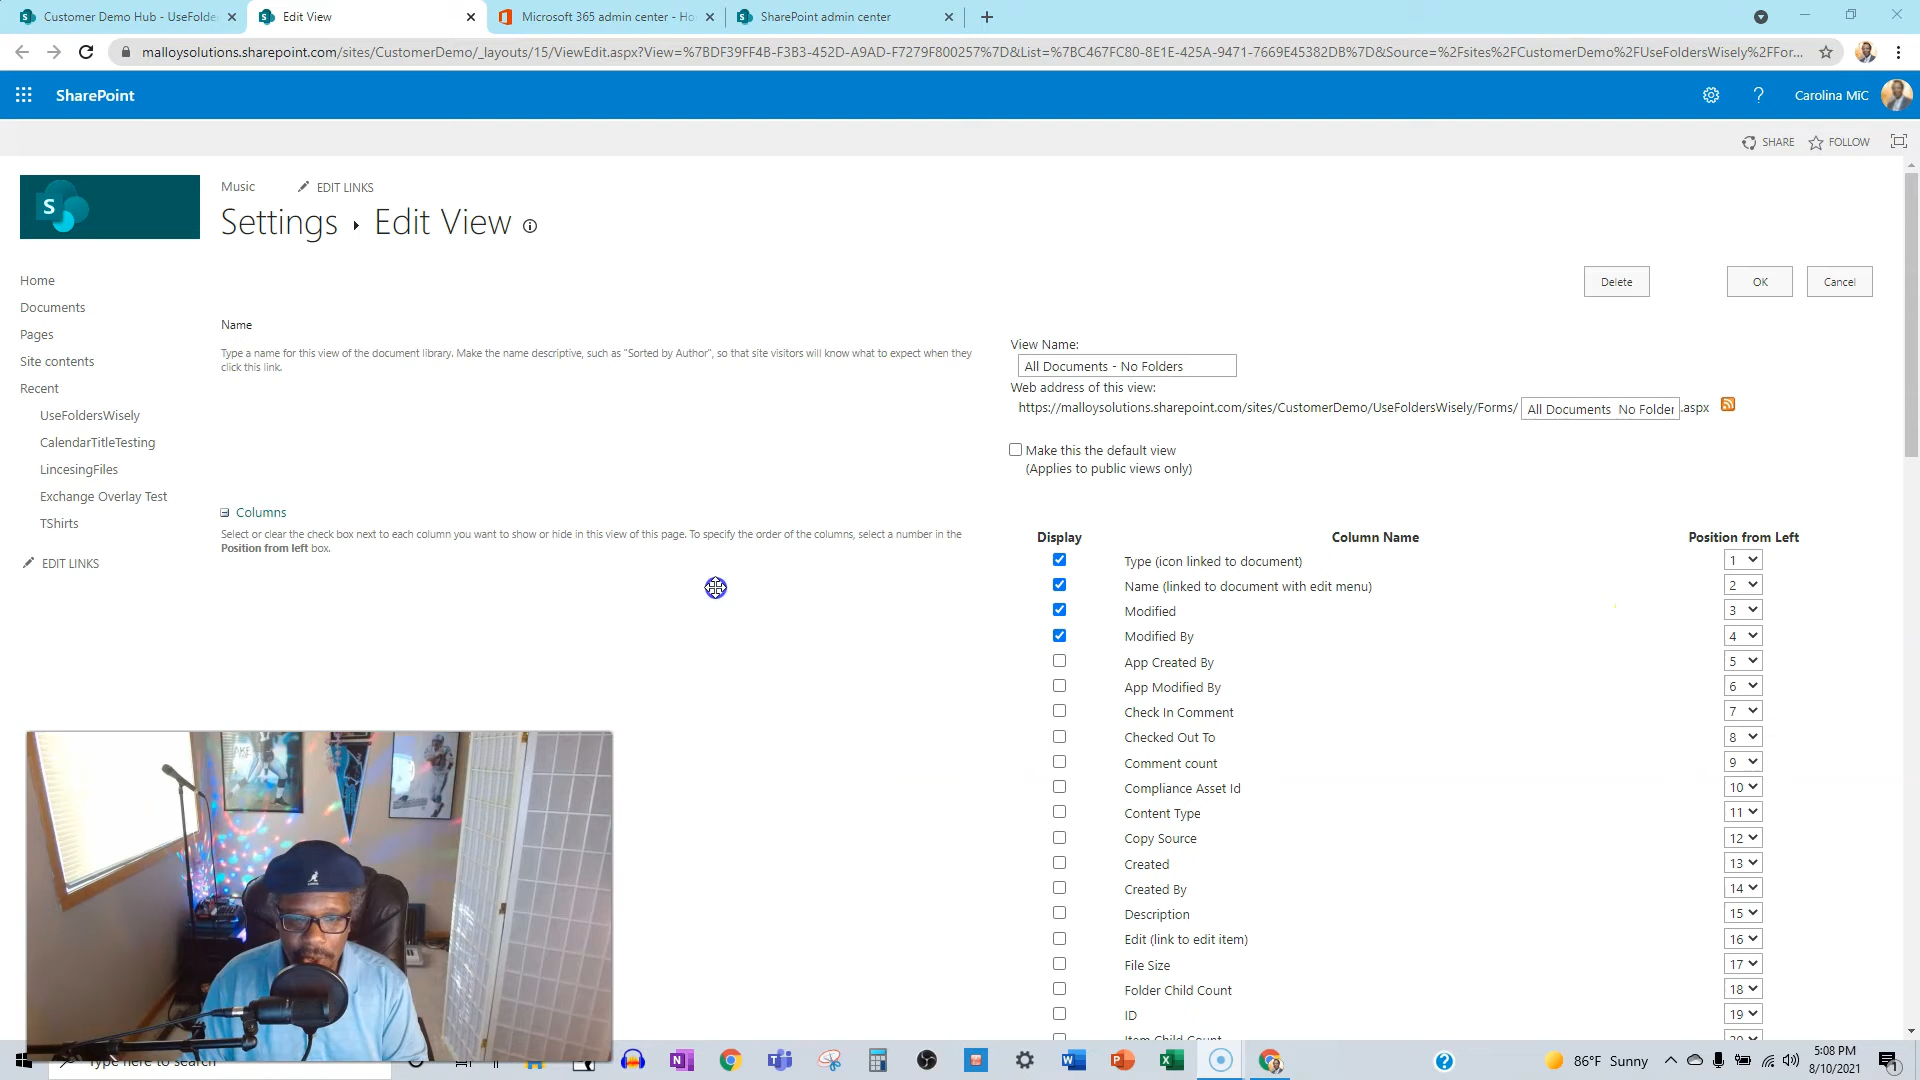 Customer Demo Hub - UseFolde
Edit View
Microsoft 365 admin center - Ho
SharePoint admin center
malloysolutions.sharepoint.com/sites/CustomerDemo/_layouts/15/ViewEdit.aspx?View=%7BDF39FF4B-F3B3-452D-A9AD-F7279F800257%7D&List=%7BC467FC80-8E1E-425A-9471-7669E45382DB%7D&Source=%2Fsites%2FCustomerDemo%2FUseFoldersWisely%2FFor...
SharePoint
? Carolina MïC
SHARE FOLLOW
S
Music EDIT LINKS
Settings ▸ Edit View
Home
Documents
Pages
Site contents
Recent
UseFoldersWisely
CalendarTitleTesting
LincesingFiles
Exchange Overlay Test
TShirts
EDIT LINKS
Delete OK Cancel
Name
Type a name for this view of the document library. Make the name descriptive, such as "Sorted by Author", so that site visitors will know what to expect when they
click this link.
View Name:
All Documents - No Folders
Web address of this view:
https://malloysolutions.sharepoint.com/sites/CustomerDemo/UseFoldersWisely/Forms/ All Documents No Folder .aspx
Make this the default view
(Applies to public views only)
Columns
Select or clear the check box next to each column you want to show or hide in this view of this page. To specify the order of the columns, select a number in the
Position from left box.
Display Column Name Position from Left
Type (icon linked to document) 1
Name (linked to document with edit menu) 2
Modified 3
Modified By 4
App Created By 5
App Modified By 6
Check In Comment 7
Checked Out To 8
Comment count 9
Compliance Asset Id 10
Content Type 11
Copy Source 12
Created 13
Created By 14
Description 15
Edit (link to edit item) 16
File Size 17
Folder Child Count 18
ID 19
Item Child Count 20
Type here to search
86°F Sunny
5:08 PM
8/10/2021